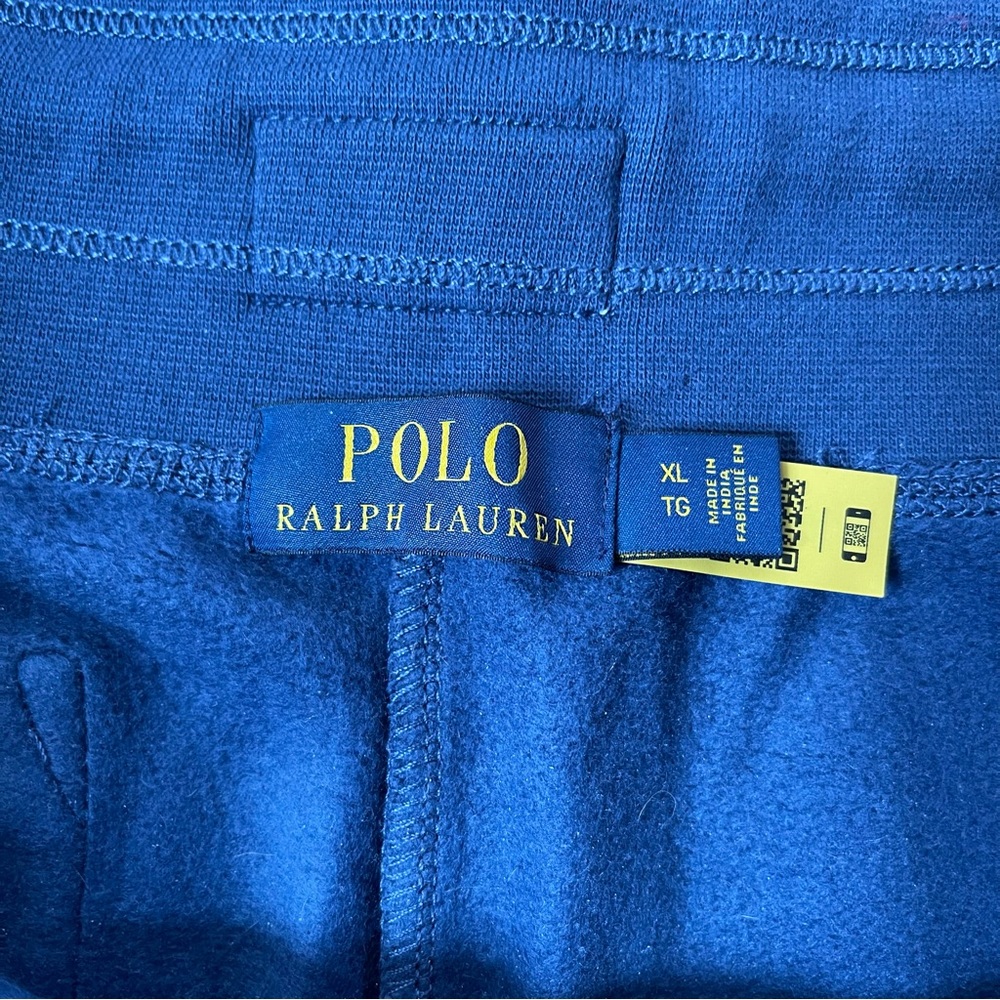 POLO
RALPH LAUREN
XL
TG
MADE IN
INDIA
FABRIQUÉ EN
INDE